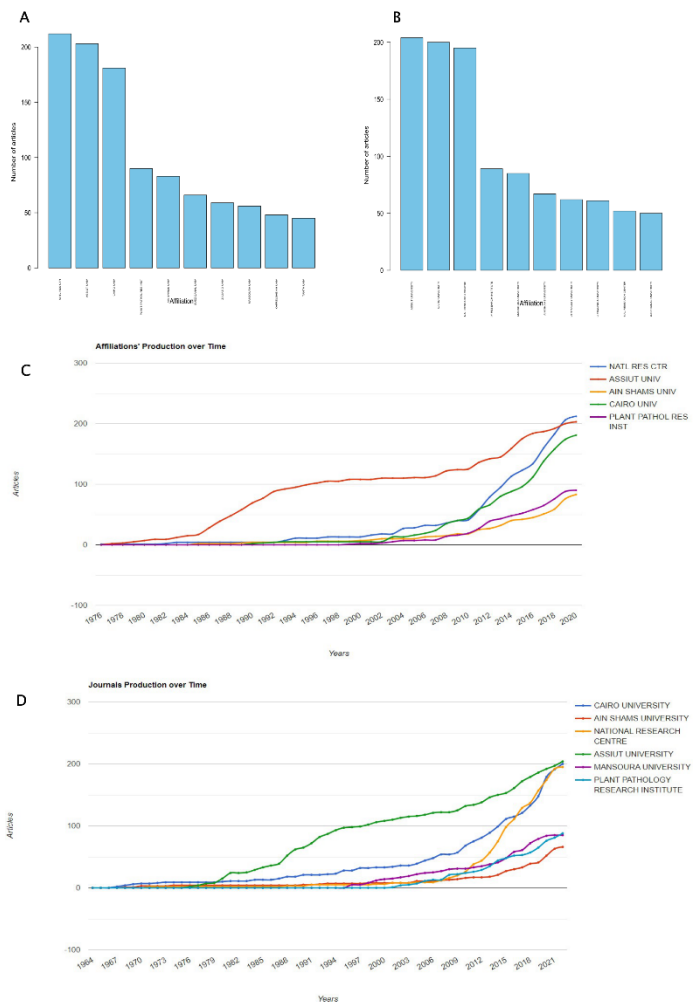 A
B
Number of articles
200
150
100
50
0
Affiliation
Number of articles
200
150
100
50
0
Affiliation
C
Affiliations' Production over Time
300
200
100
0
-100
Articles
NATL RES CTR
ASSIUT UNIV
AIN SHAMS UNIV
CAIRO UNIV
PLANT PATHOL RES
INST
1976 1978 1980 1982 1984 1986 1988 1990 1992 1994 1996 1998 2000 2002 2004 2006 2008 2010 2012 2014 2016 2018 2020
Years
D
Journals Production over Time
300
200
100
0
-100
Articles
CAIRO UNIVERSITY
AIN SHAMS UNIVERSITY
NATIONAL RESEARCH
CENTRE
ASSIUT UNIVERSITY
MANSOURA UNIVERSITY
PLANT PATHOLOGY
RESEARCH INSTITUTE
1964 1967 1970 1973 1976 1979 1982 1985 1988 1991 1994 1997 2000 2003 2006 2009 2012 2015 2018 2021
Years